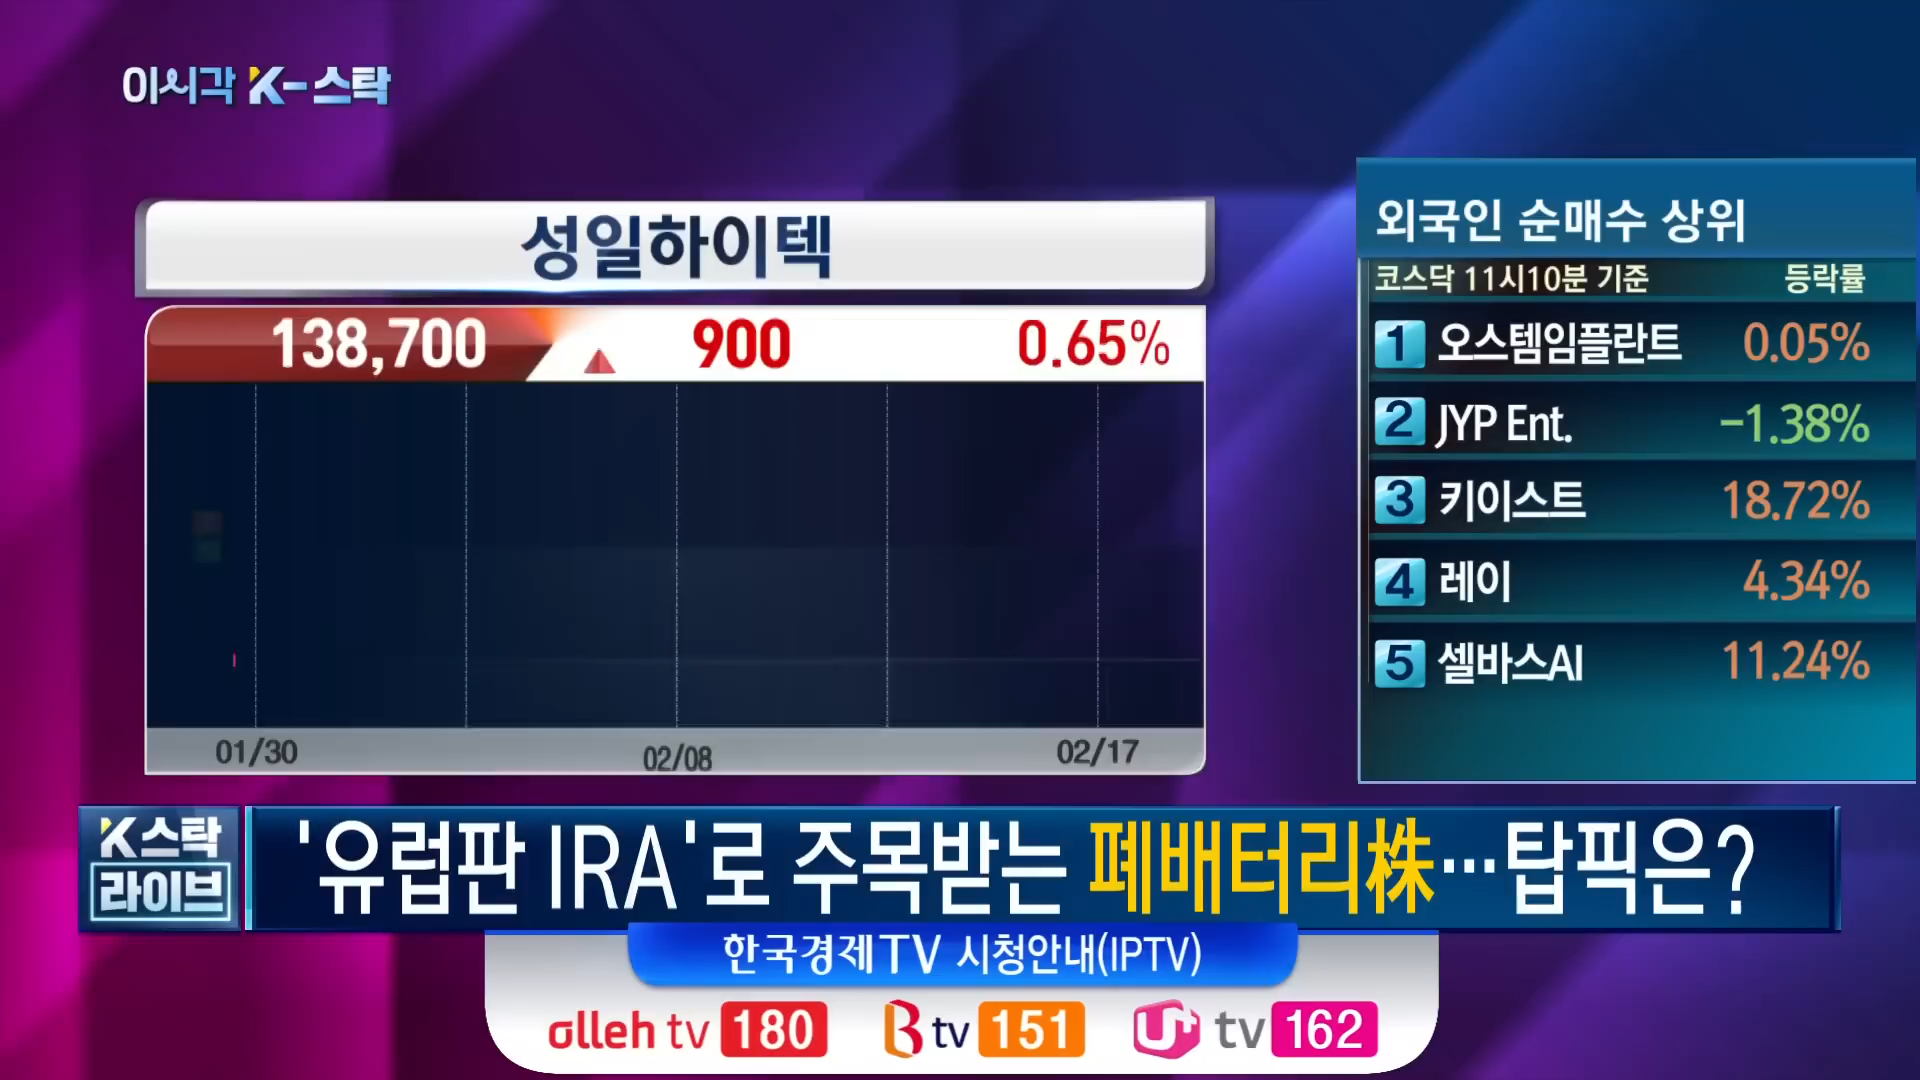 이시각 K-스탁
성일하이텍
138,700 ▲ 900 0.65%
01/30 02/08 02/17
외국인 순매수 상위
코스닥 11시10분 기준 등락률
1 오스템임플란트 0.05%
2 JYP Ent. -1.38%
3 키이스트 18.72%
4 레이 4.34%
5 셀바스AI 11.24%
K스탁
라이브
'유럽판 IRA'로 주목받는 폐배터리株…탑픽은?
한국경제TV 시청안내(IPTV)
olleh tv 180 B tv 151 U+ tv 162